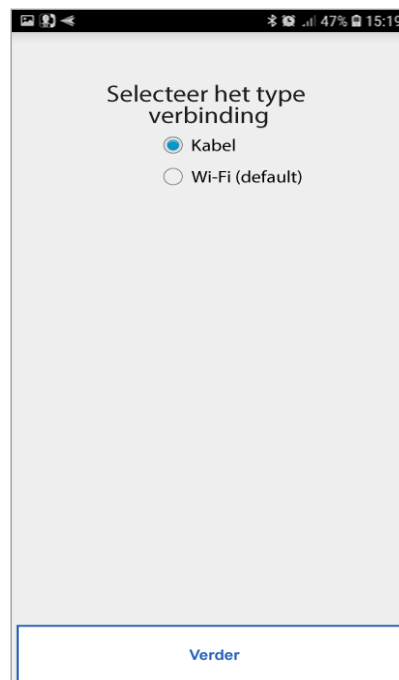 47% 15:19
Selecteer het type
verbinding
Kabel
Wi-Fi (default)
Verder